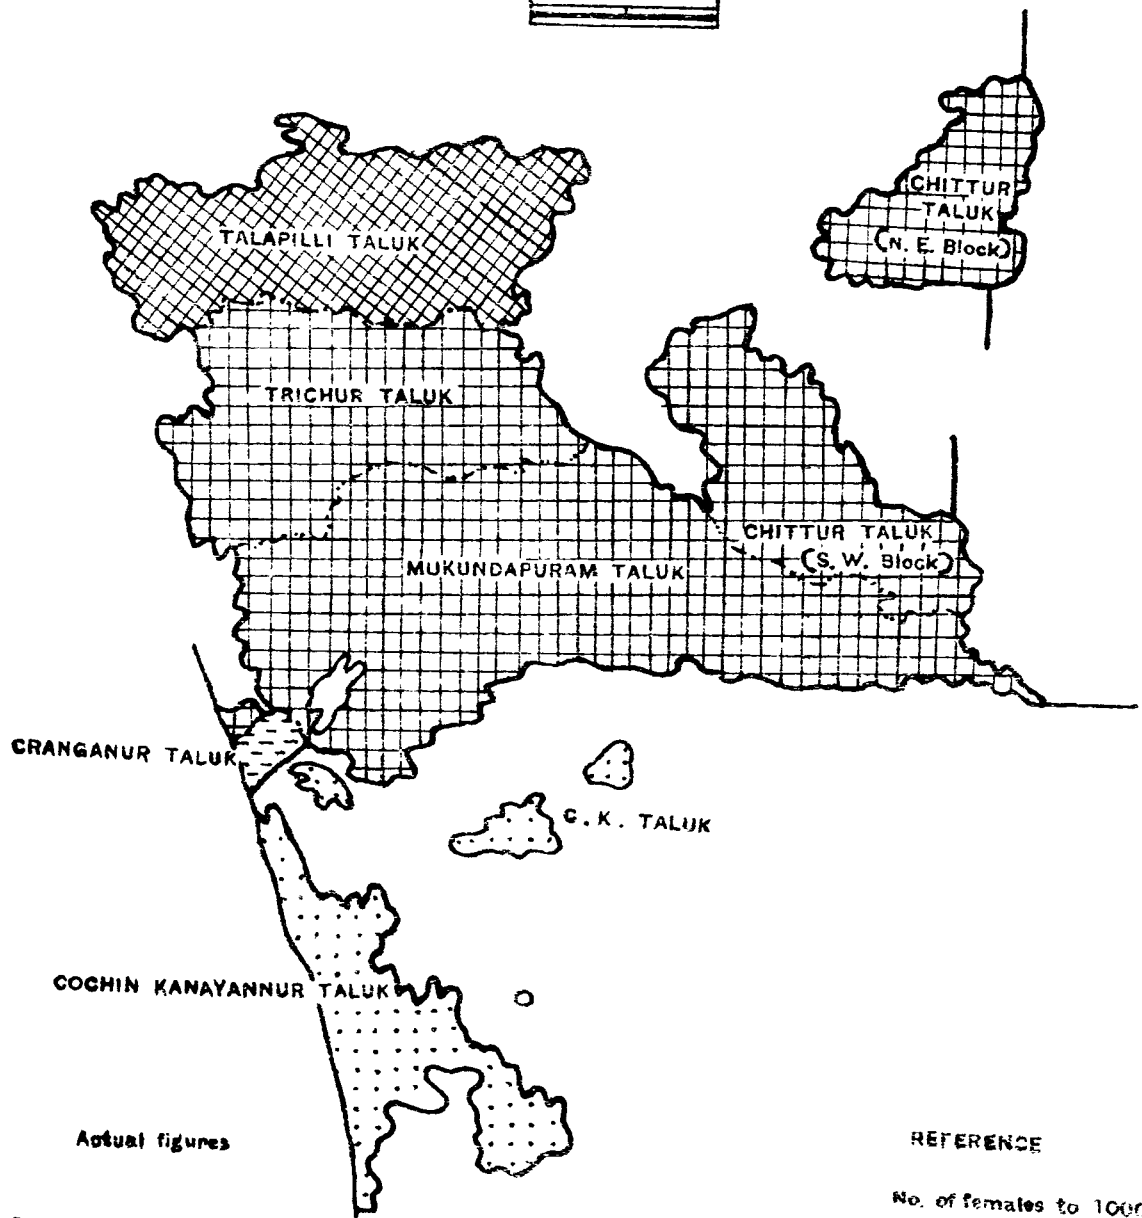 CHITTUR
TALUK
(N. E. Block)
TALAPILLI TALUK
TRICHUR TALUK
CHITTUR TALUK
(S. W. Block)
MUKUNDAPURAM TALUK
CRANGANUR TALUK
C. K. TALUK
COCHIN KANAYANNUR TALUK
Actual figures
REFERENCE
No. of females to 1000